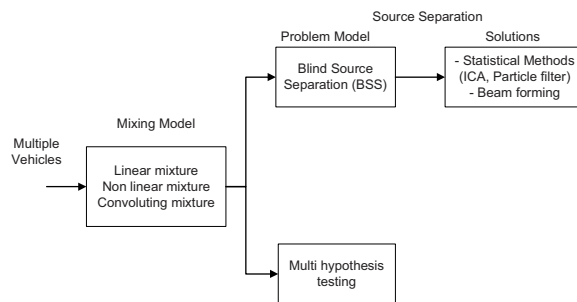 Source Separation
Problem Model
Solutions
Blind Source
Separation (BSS)
- Statistical Methods
(ICA, Particle filter)
- Beam forming
Mixing Model
Multiple
Vehicles
Linear mixture
Non linear mixture
Convoluting mixture
Multi hypothesis
testing